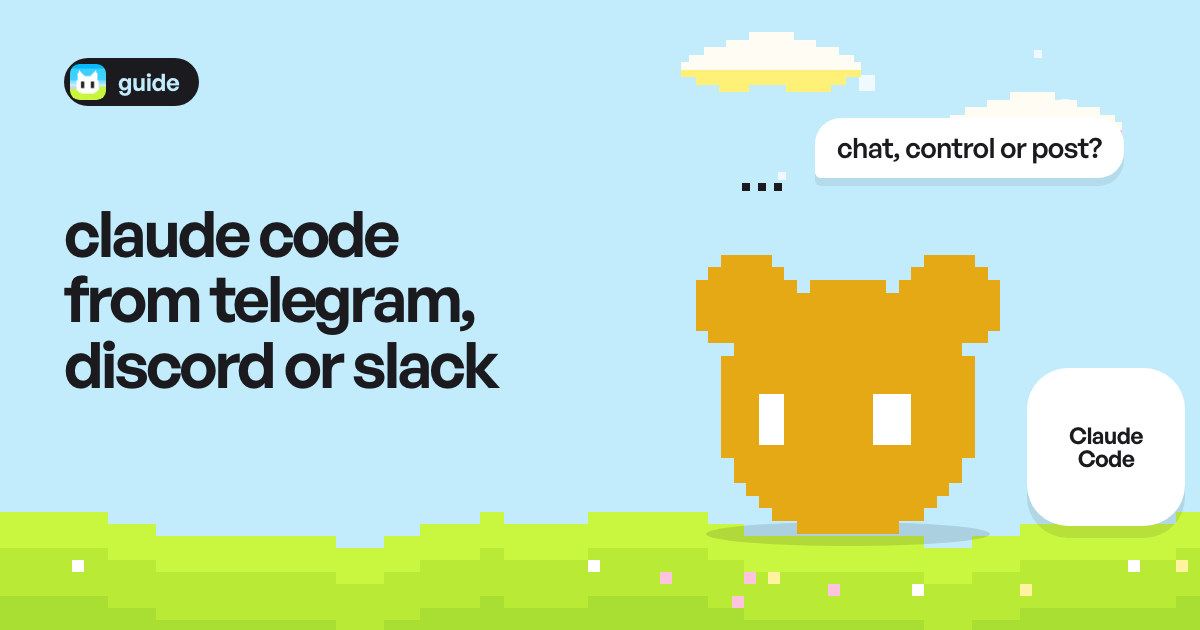 guide
claude code
from telegram,
discord or slack
chat, control or post?
...
Claude
Code